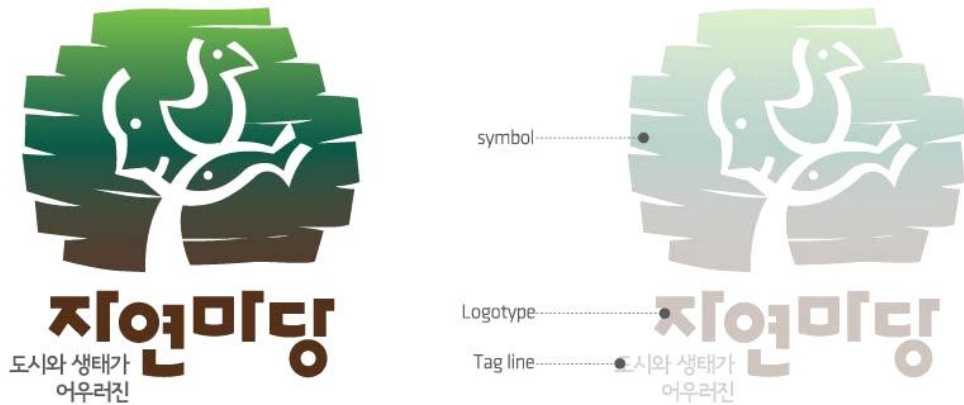 자연마당
도시와 생태가
어우러진
symbol
Logotype
자연마당
Tag line
도시와 생태가
어우러진